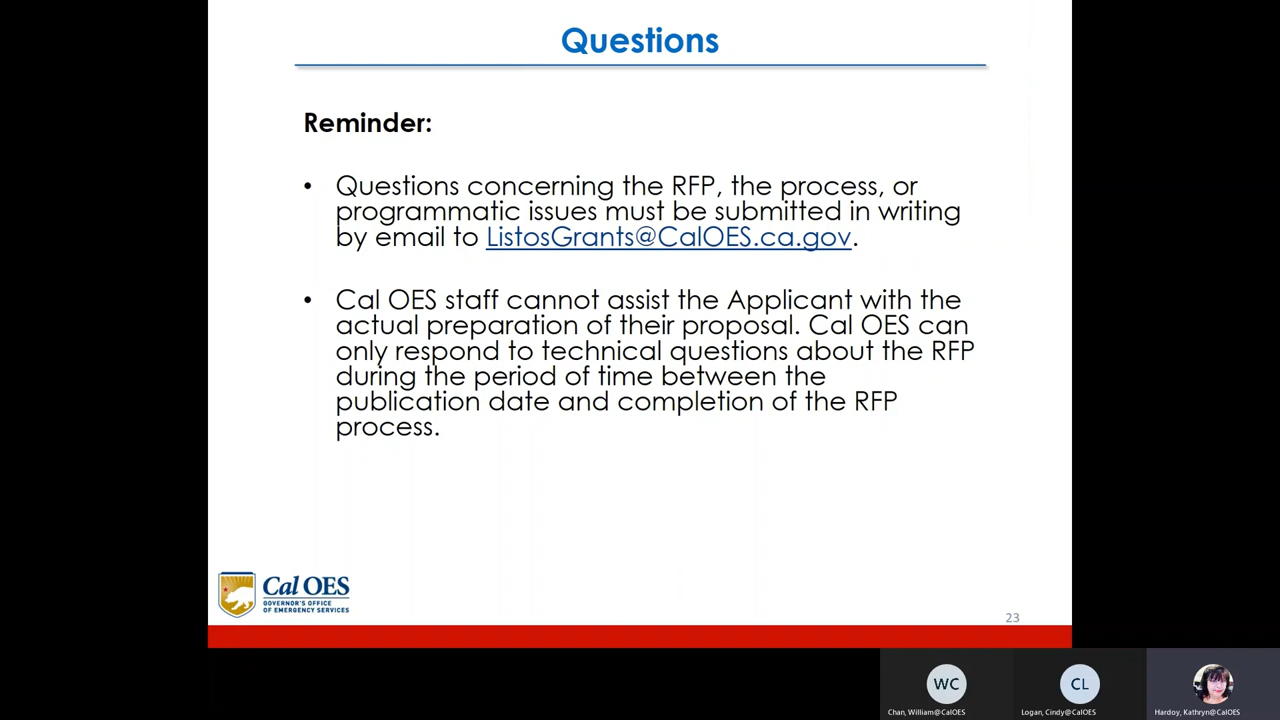 Questions
Reminder:
• Questions concerning the RFP, the process, or
programmatic issues must be submitted in writing
by email to ListosGrants@CalOES.ca.gov.
• Cal OES staff cannot assist the Applicant with the
actual preparation of their proposal. Cal OES can
only respond to technical questions about the RFP
during the period of time between the
publication date and completion of the RFP
process.
Cal OES
GOVERNOR'S OFFICE
OF EMERGENCY SERVICES
23
WC
CL
Chan, William@CalOES
Logan, Cindy@CalOES
Hardoy, Kathryn@CalOES